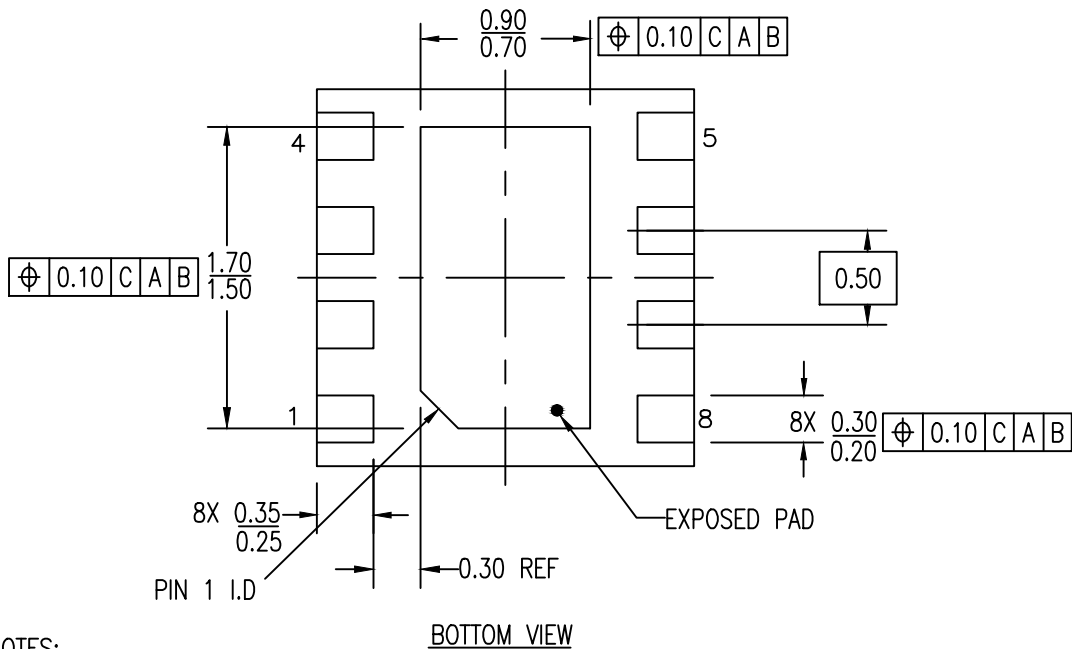 0.90
0.70
⌖ 0.10 C A B
4
5
⌖ 0.10 C A B
1.70
1.50
0.50
1
8
8X 0.30
0.20
⌖ 0.10 C A B
8X 0.35
0.25
EXPOSED PAD
0.30 REF
PIN 1 I.D
BOTTOM VIEW
OTES: